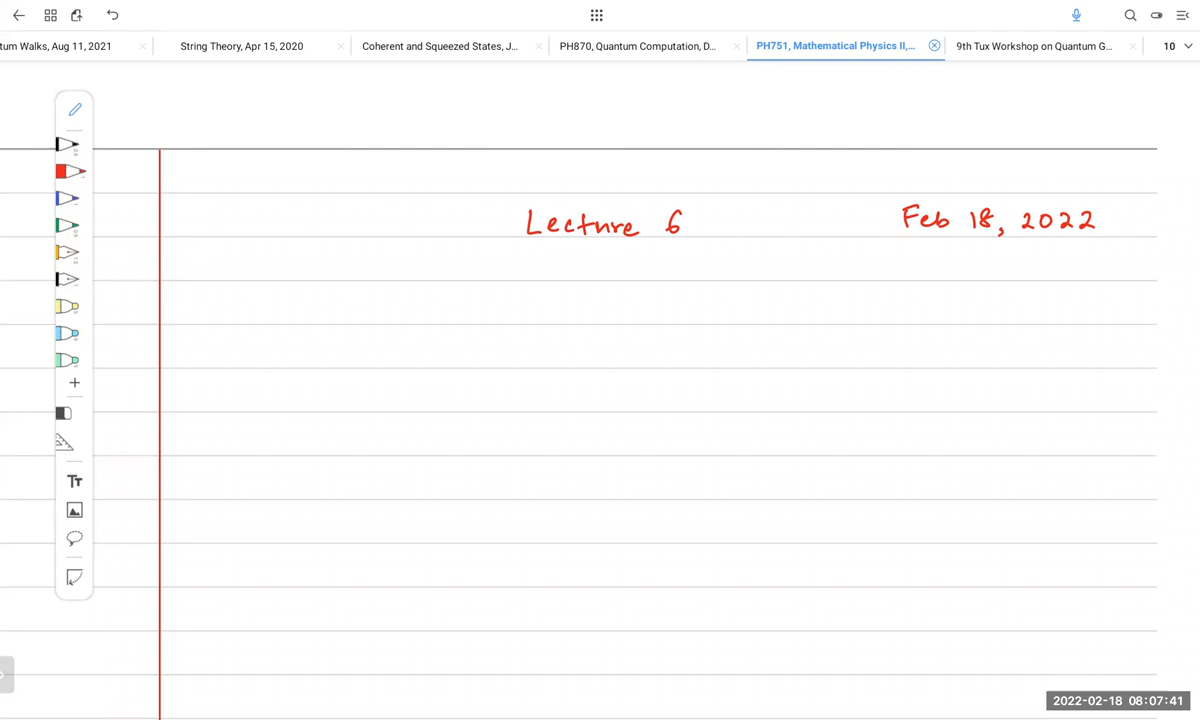 tum Walks, Aug 11, 2021 String Theory, Apr 15, 2020 Coherent and Squeezed States, J... PH870, Quantum Computation, D... PH751, Mathematical Physics II,... 9th Tux Workshop on Quantum G... 10
Lecture 6 Feb 18, 2022
TT
2022-02-18 08:07:41